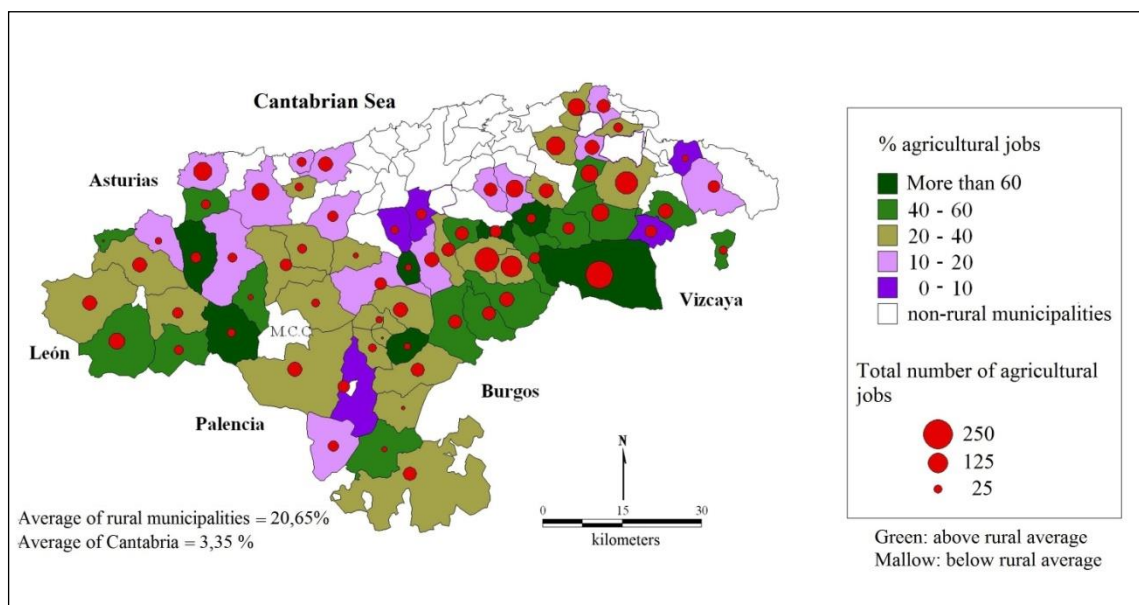 Cantabrian Sea
Asturias
León
M.C.C
Palencia
Burgos
Vizcaya
N
0 15 30
kilometers
Average of rural municipalities = 20,65%
Average of Cantabria = 3,35 %
% agricultural jobs
More than 60
40 - 60
20 - 40
10 - 20
0 - 10
non-rural municipalities
Total number of agricultural
jobs
250
125
25
Green: above rural average
Mallow: below rural average